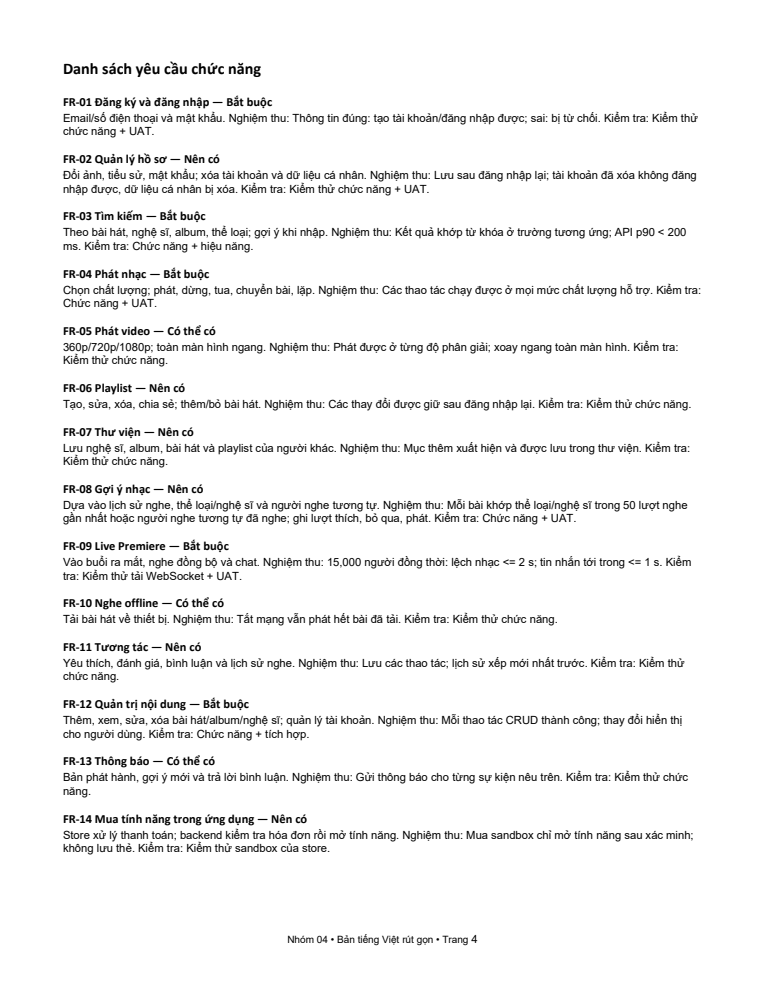 Danh sách yêu cầu chức năng
FR-01 Đăng ký và đăng nhập — Bắt buộc
Email/số điện thoại và mật khẩu. Nghiệm thu: Thông tin đúng: tạo tài khoản/đăng nhập được; sai: bị từ chối. Kiểm tra: Kiểm thử
chức năng + UAT.
FR-02 Quản lý hồ sơ — Nên có
Đổi ảnh, tiểu sử, mật khẩu; xóa tài khoản và dữ liệu cá nhân. Nghiệm thu: Lưu sau đăng nhập lại; tài khoản đã xóa không đăng
nhập được, dữ liệu cá nhân bị xóa. Kiểm tra: Kiểm thử chức năng + UAT.
FR-03 Tìm kiếm — Bắt buộc
Theo bài hát, nghệ sĩ, album, thể loại; gợi ý khi nhập. Nghiệm thu: Kết quả khớp từ khóa ở trường tương ứng; API p90 < 200
ms. Kiểm tra: Chức năng + hiệu năng.
FR-04 Phát nhạc — Bắt buộc
Chọn chất lượng; phát, dừng, tua, chuyển bài, lặp. Nghiệm thu: Các thao tác chạy được ở mọi mức chất lượng hỗ trợ. Kiểm tra:
Chức năng + UAT.
FR-05 Phát video — Có thể có
360p/720p/1080p; toàn màn hình ngang. Nghiệm thu: Phát được ở từng độ phân giải; xoay ngang toàn màn hình. Kiểm tra:
Kiểm thử chức năng.
FR-06 Playlist — Nên có
Tạo, sửa, xóa, chia sẻ; thêm/bỏ bài hát. Nghiệm thu: Các thay đổi được giữ sau đăng nhập lại. Kiểm tra: Kiểm thử chức năng.
FR-07 Thư viện — Nên có
Lưu nghệ sĩ, album, bài hát và playlist của người khác. Nghiệm thu: Mục thêm xuất hiện và được lưu trong thư viện. Kiểm tra:
Kiểm thử chức năng.
FR-08 Gợi ý nhạc — Nên có
Dựa vào lịch sử nghe, thể loại/nghệ sĩ và người nghe tương tự. Nghiệm thu: Mỗi bài khớp thể loại/nghệ sĩ trong 50 lượt nghe
gần nhất hoặc người nghe tương tự đã nghe; ghi lượt thích, bỏ qua, phát. Kiểm tra: Chức năng + UAT.
FR-09 Live Premiere — Bắt buộc
Vào buổi ra mắt, nghe đồng bộ và chat. Nghiệm thu: 15,000 người đồng thời: lệch nhạc <= 2 s; tin nhắn tới trong <= 1 s. Kiểm
tra: Kiểm thử tải WebSocket + UAT.
FR-10 Nghe offline — Có thể có
Tải bài hát về thiết bị. Nghiệm thu: Tắt mạng vẫn phát hết bài đã tải. Kiểm tra: Kiểm thử chức năng.
FR-11 Tương tác — Nên có
Yêu thích, đánh giá, bình luận và lịch sử nghe. Nghiệm thu: Lưu các thao tác; lịch sử xếp mới nhất trước. Kiểm tra: Kiểm thử
chức năng.
FR-12 Quản trị nội dung — Bắt buộc
Thêm, xem, sửa, xóa bài hát/album/nghệ sĩ; quản lý tài khoản. Nghiệm thu: Mỗi thao tác CRUD thành công; thay đổi hiển thị
cho người dùng. Kiểm tra: Chức năng + tích hợp.
FR-13 Thông báo — Có thể có
Bản phát hành, gợi ý mới và trả lời bình luận. Nghiệm thu: Gửi thông báo cho từng sự kiện nêu trên. Kiểm tra: Kiểm thử chức
năng.
FR-14 Mua tính năng trong ứng dụng — Nên có
Store xử lý thanh toán; backend kiểm tra hóa đơn rồi mở tính năng. Nghiệm thu: Mua sandbox chỉ mở tính năng sau xác minh;
không lưu thẻ. Kiểm tra: Kiểm thử sandbox của store.
Nhóm 04 • Bản tiếng Việt rút gọn • Trang 4